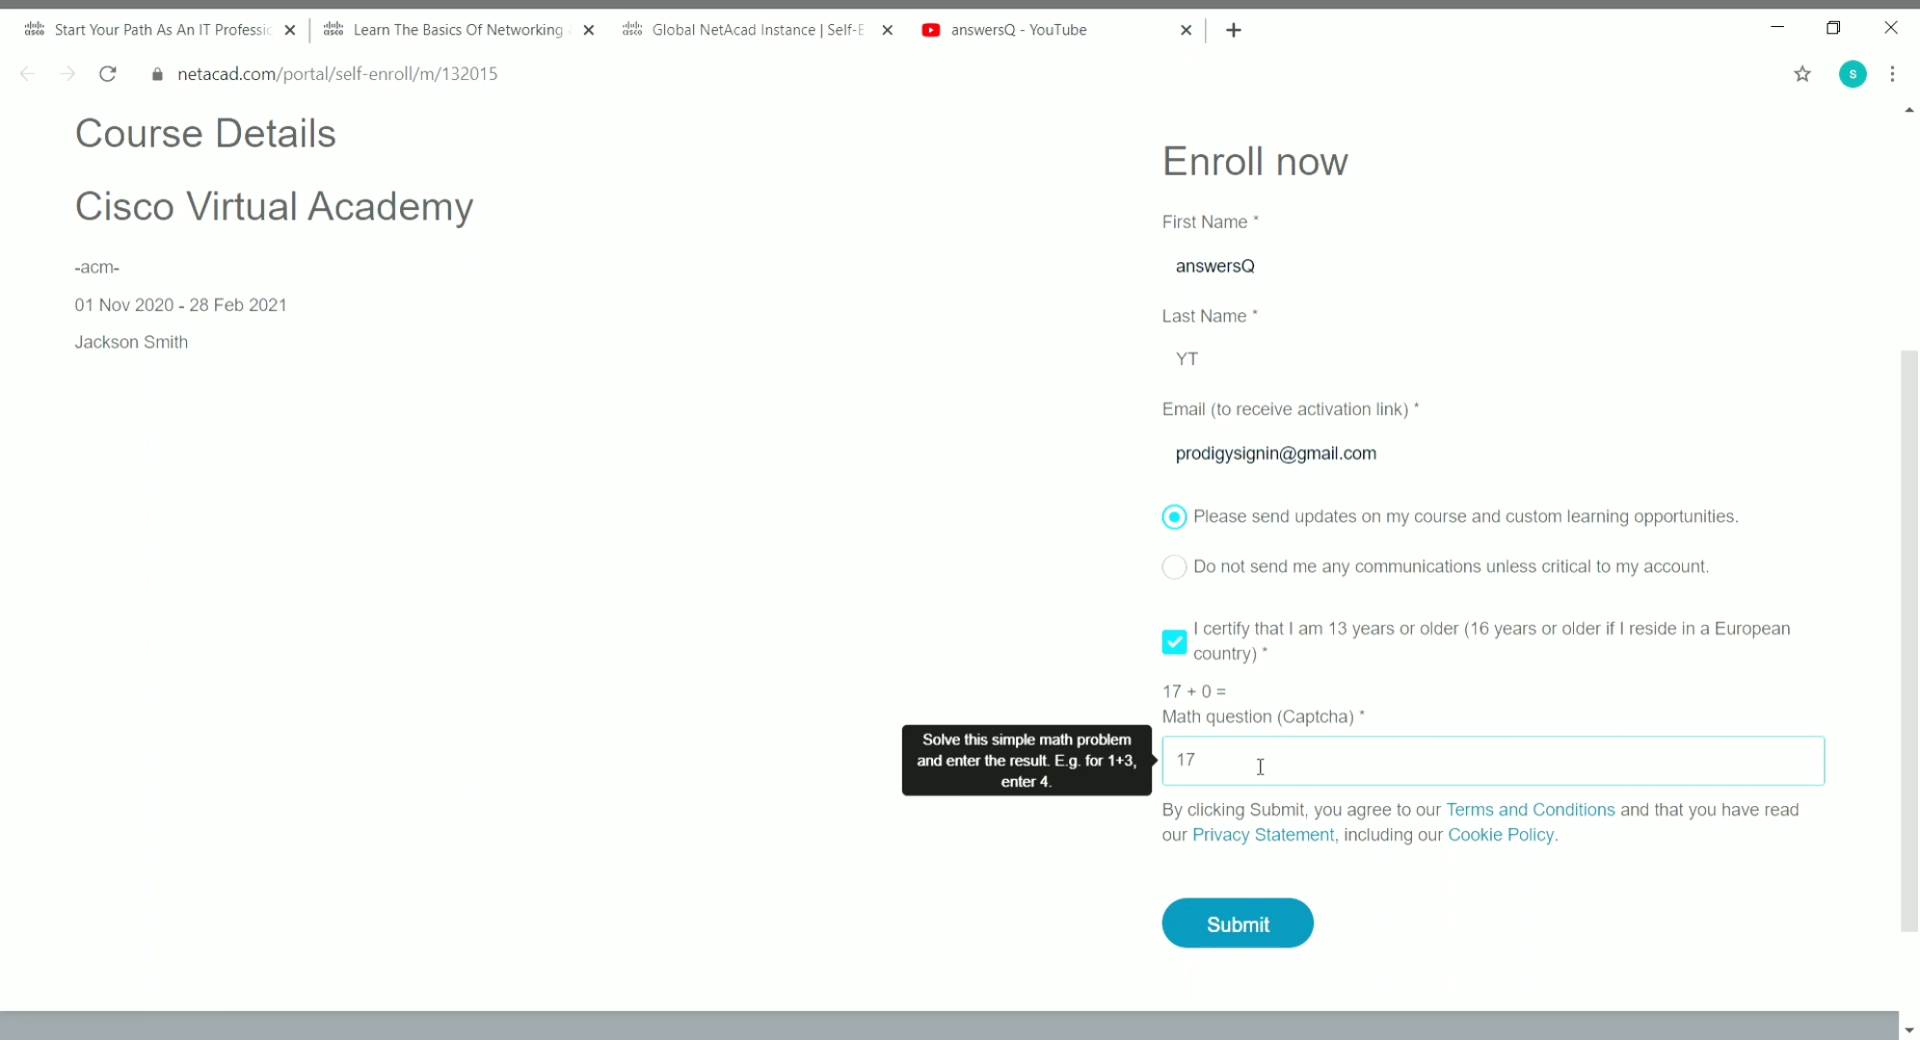 Start Your Path As An IT Professic
Learn The Basics Of Networking
Global NetAcad Instance | Self-E
answersQ - YouTube
netacad.com/portal/self-enroll/m/132015
S
Course Details
Cisco Virtual Academy
-acm-
01 Nov 2020 - 28 Feb 2021
Jackson Smith
Enroll now
First Name *
answersQ
Last Name *
YT
Email (to receive activation link) *
prodigysignin@gmail.com
Please send updates on my course and custom learning opportunities.
Do not send me any communications unless critical to my account.
I certify that I am 13 years or older (16 years or older if I reside in a European
country) *
17 + 0 =
Math question (Captcha) *
Solve this simple math problem
and enter the result. E.g. for 1+3,
enter 4.
17
By clicking Submit, you agree to our Terms and Conditions and that you have read
our Privacy Statement, including our Cookie Policy.
Submit